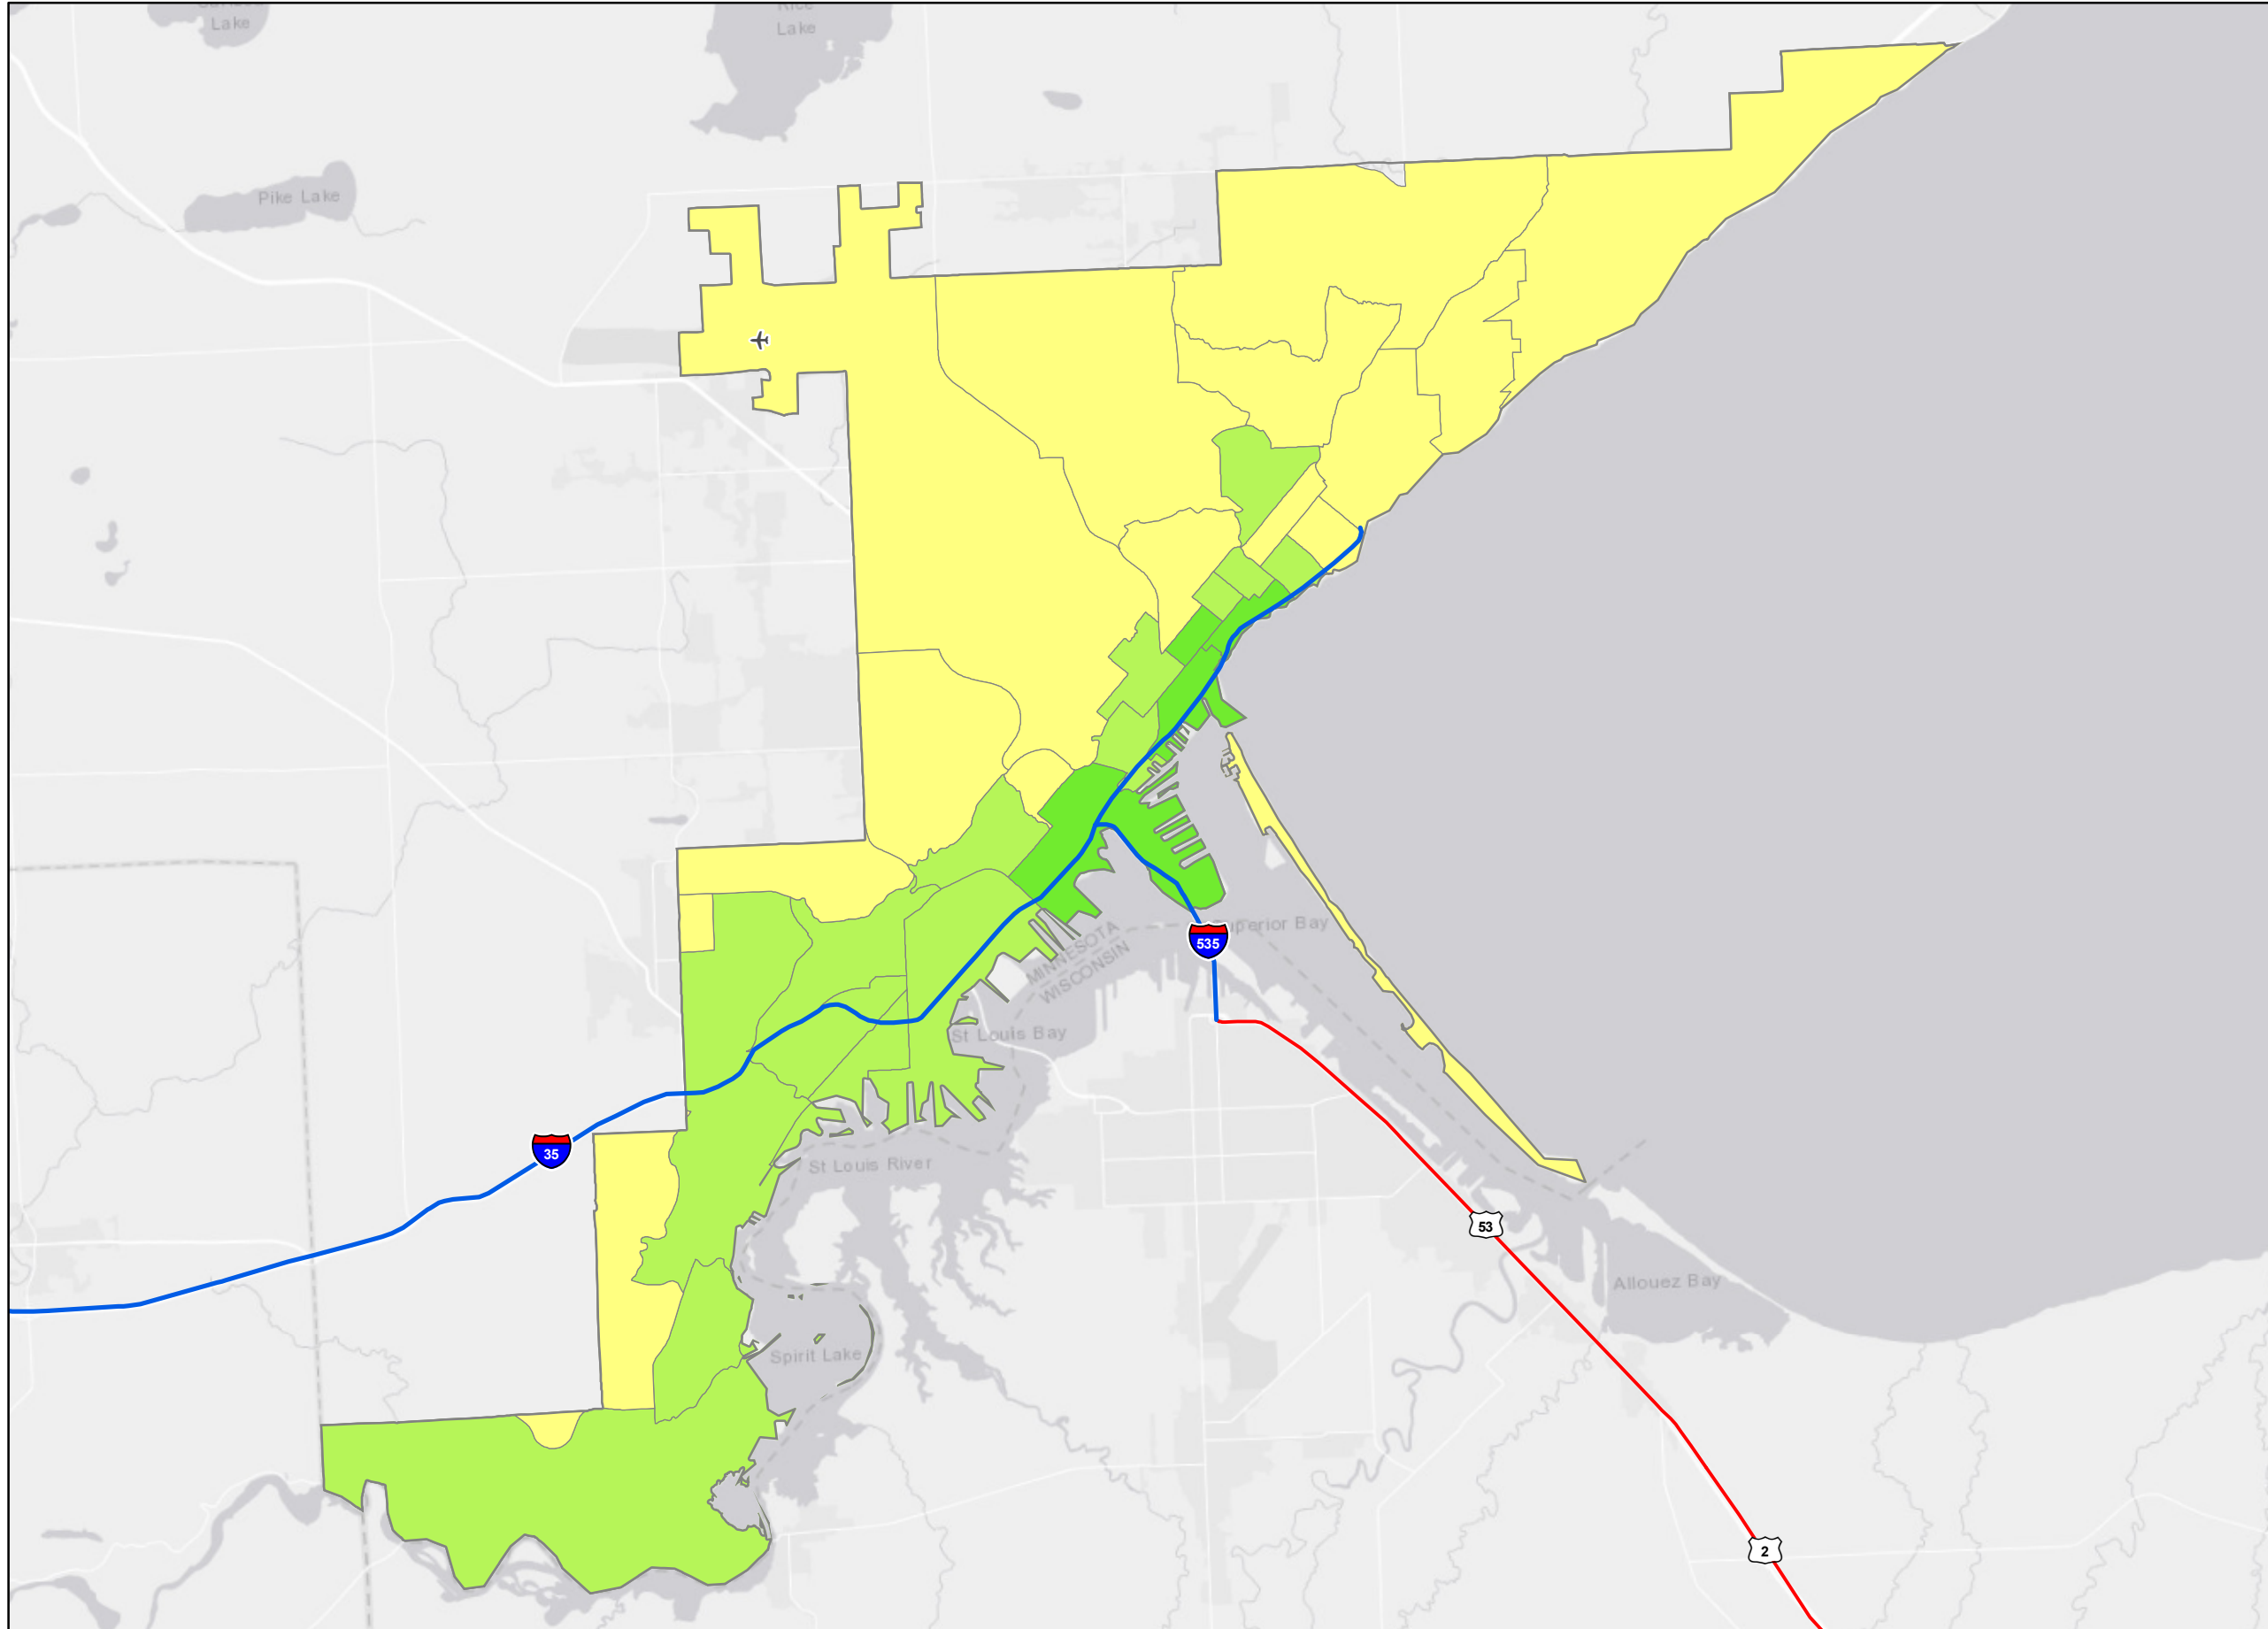 Lake
Rice
Lake
Pike Lake
Superior Bay
535
MINNESOTA
WISCONSIN
St Louis Bay
35
St Louis River
53
Allouez Bay
Spirit Lake
2